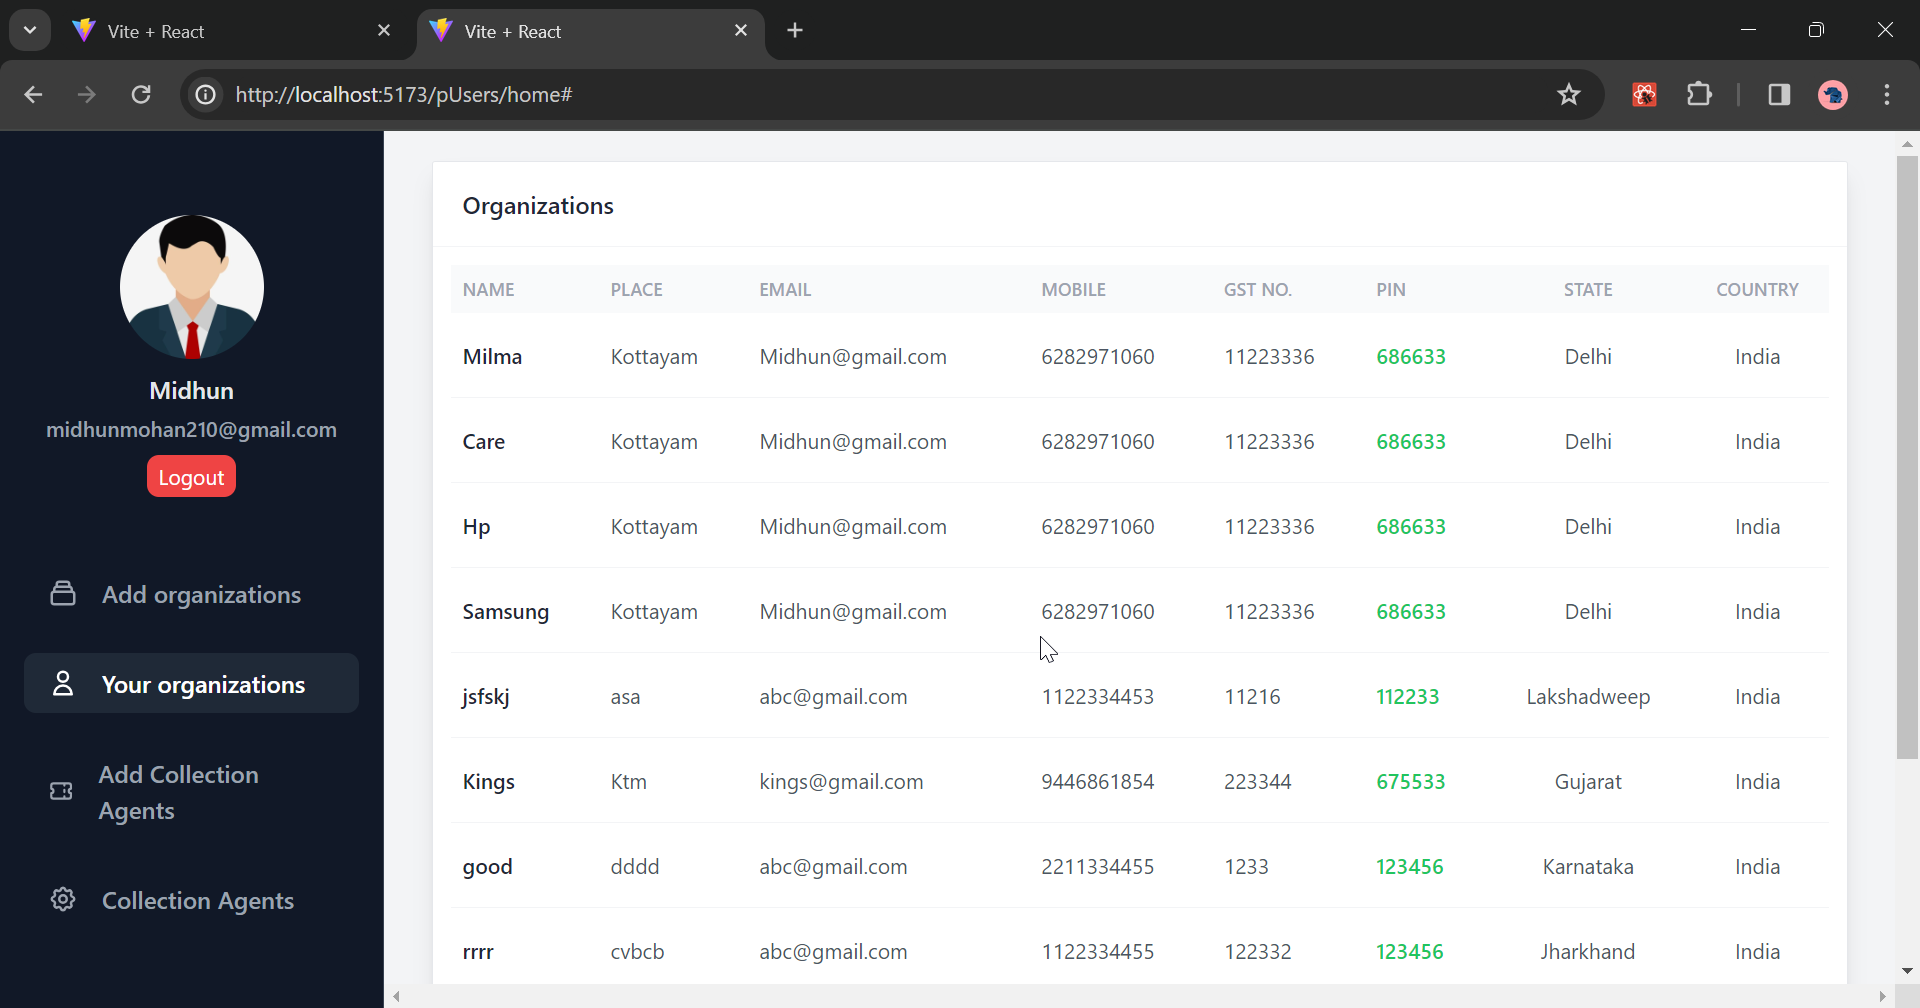 Vite + React
Vite + React
http://localhost:5173/pUsers/home#
Midhun
midhunmohan210@gmail.com
Logout
Add organizations
Your organizations
Add Collection
Agents
Collection Agents
Organizations
NAME PLACE EMAIL MOBILE GST NO. PIN STATE COUNTRY
Milma Kottayam Midhun@gmail.com 6282971060 11223336 686633 Delhi India
Care Kottayam Midhun@gmail.com 6282971060 11223336 686633 Delhi India
Hp Kottayam Midhun@gmail.com 6282971060 11223336 686633 Delhi India
Samsung Kottayam Midhun@gmail.com 6282971060 11223336 686633 Delhi India
jsfskj asa abc@gmail.com 1122334453 11216 112233 Lakshadweep India
Kings Ktm kings@gmail.com 9446861854 223344 675533 Gujarat India
good dddd abc@gmail.com 2211334455 1233 123456 Karnataka India
rrrr cvbcb abc@gmail.com 1122334455 122332 123456 Jharkhand India